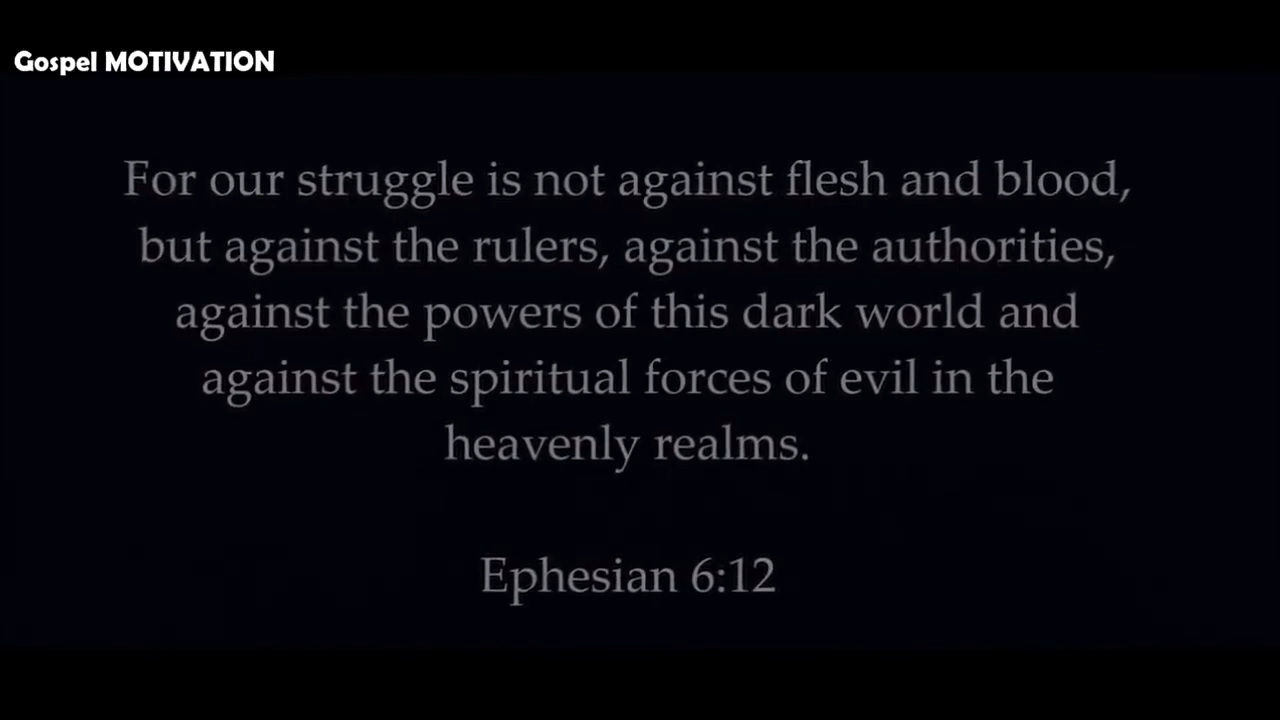 Gospel MOTIVATION
For our struggle is not against flesh and blood,
but against the rulers, against the authorities,
against the powers of this dark world and
against the spiritual forces of evil in the
heavenly realms.
Ephesian 6:12